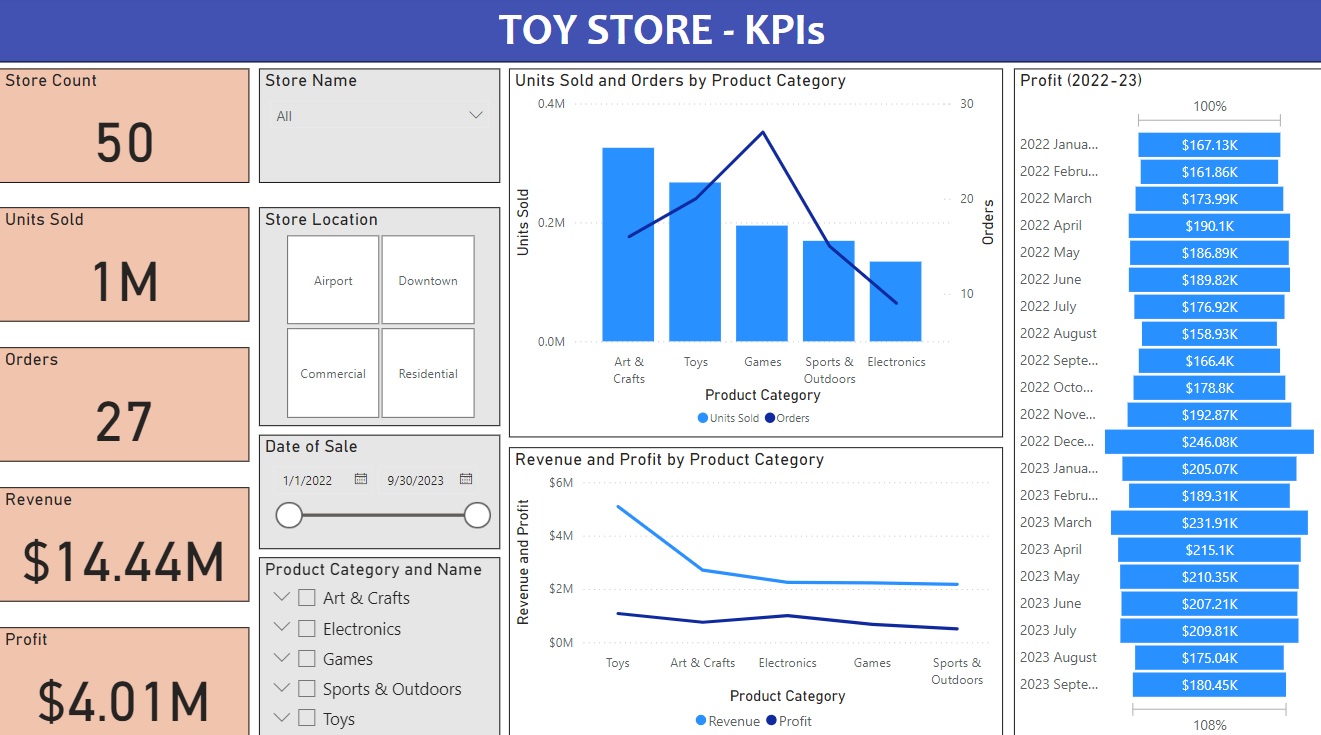 TOY STORE - KPIs
Store Count
50
Units Sold
1M
Orders
27
Revenue
$14.44M
Profit
$4.01M
Store Name
All
Store Location
Airport
Downtown
Commercial
Residential
Date of Sale
1/1/2022
9/30/2023
Product Category and Name
Art & Crafts
Electronics
Games
Sports & Outdoors
Toys
Units Sold and Orders by Product Category
0.4M
0.2M
0.0M
Units Sold
30
20
10
Orders
Art &
Crafts
Toys
Games
Sports &
Outdoors
Electronics
Product Category
Units Sold
Orders
Revenue and Profit by Product Category
$6M
$4M
$2M
$0M
Revenue and Profit
Toys
Art & Crafts
Electronics
Games
Sports &
Outdoors
Product Category
Revenue
Profit
Profit (2022-23)
100%
2022 Janua... $167.13K
2022 Febru... $161.86K
2022 March $173.99K
2022 April $190.1K
2022 May $186.89K
2022 June $189.82K
2022 July $176.92K
2022 August $158.93K
2022 Septe... $166.4K
2022 Octo... $178.8K
2022 Nove... $192.87K
2022 Dece... $246.08K
2023 Janua... $205.07K
2023 Febru... $189.31K
2023 March $231.91K
2023 April $215.1K
2023 May $210.35K
2023 June $207.21K
2023 July $209.81K
2023 August $175.04K
2023 Septe... $180.45K
108%